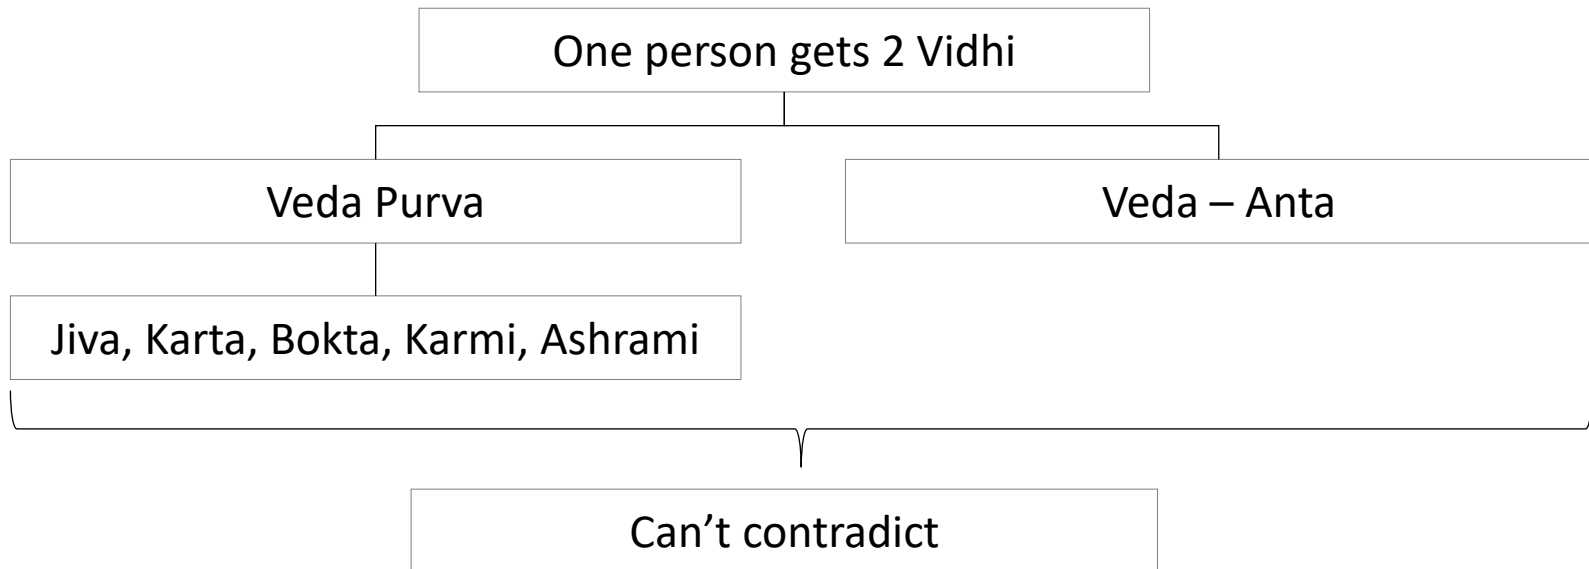 One person gets 2 Vidhi
Veda Purva
Veda – Anta
Jiva, Karta, Bokta, Karmi, Ashrami
Can’t contradict